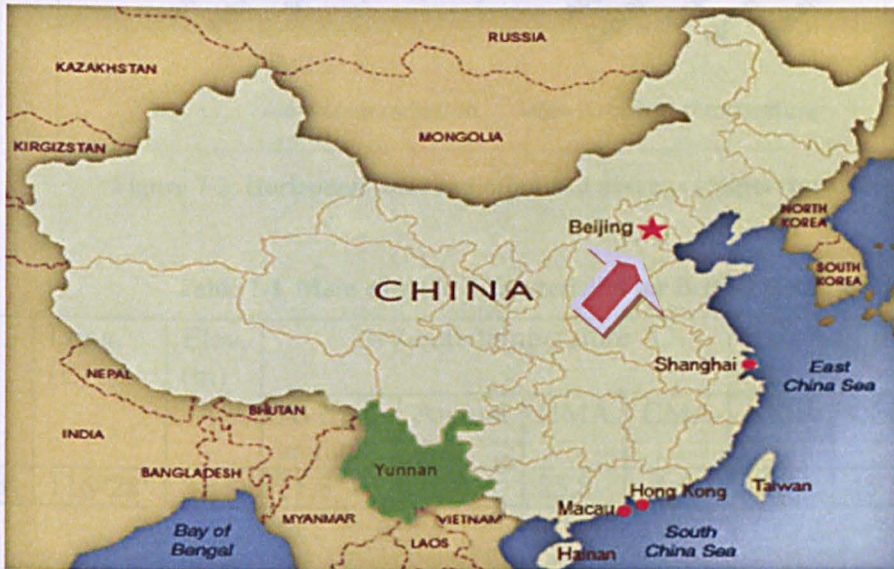 RUSSIA
KAZAKHSTAN
MONGOLIA
KIRGIZSTAN
Beijing
NORTH
KOREA
SOUTH
KOREA
CHINA
Shanghai
East
China Sea
NEPAL
BHUTAN
INDIA
BANGLADESH
Yunnan
Taiwan
Hong Kong
Macau
MYANMAR
VIETNAM
LAOS
Bay of
Bengal
Hainan
South
China Sea